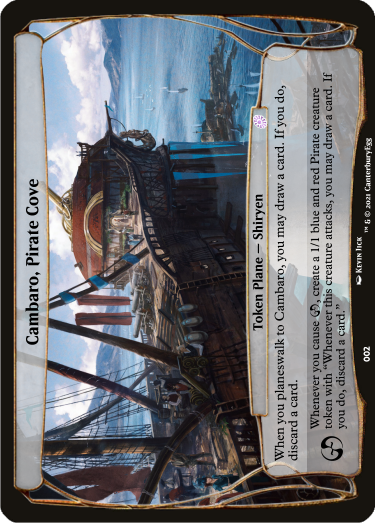 Cambaro, Pirate Cove
Token Plane — Shiryen
When you planeswalk to Cambaro, you may draw a card. If you do,
discard a card.
Whenever you cause , create a 1/1 blue and red Pirate creature
token with “Whenever this creature attacks, you may draw a card. If
you do, discard a card.”
002
Kevin Jick
™ & © 2021 CanterburyEgg